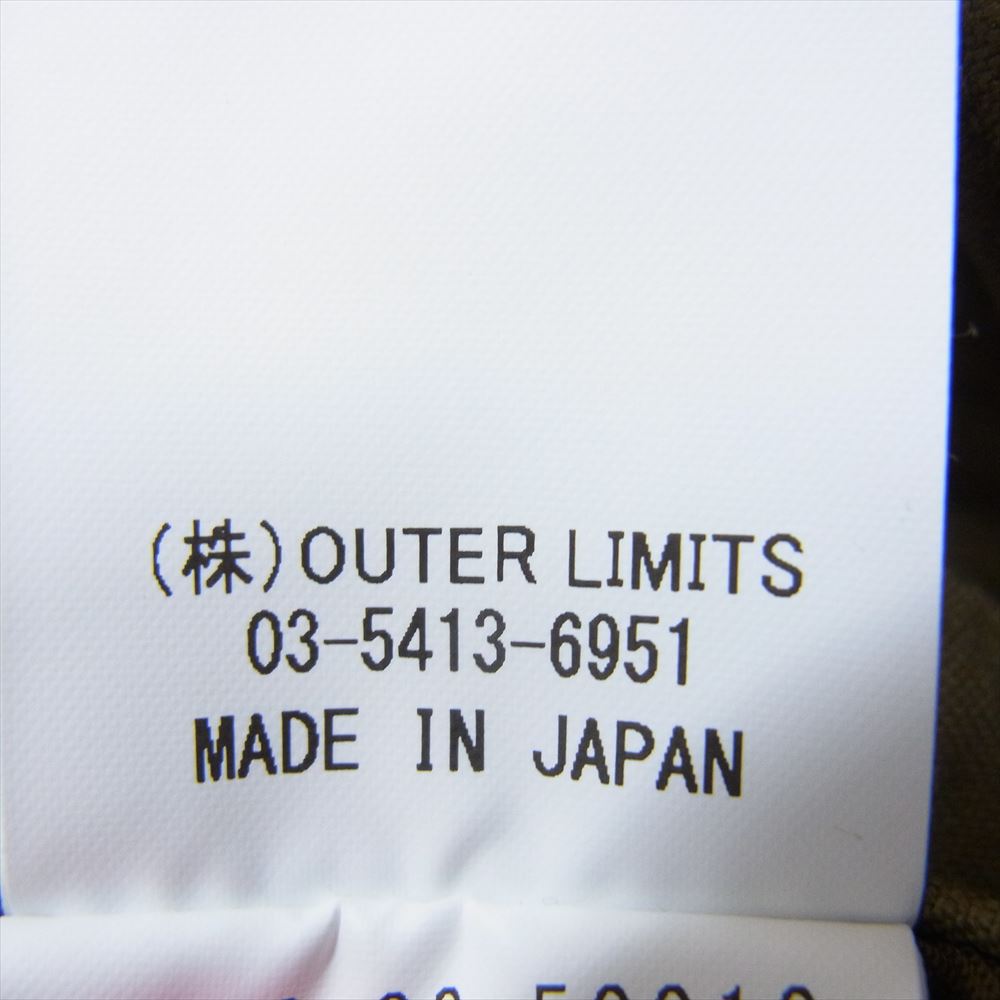 (株)OUTER LIMITS
03-5413-6951
MADE IN JAPAN